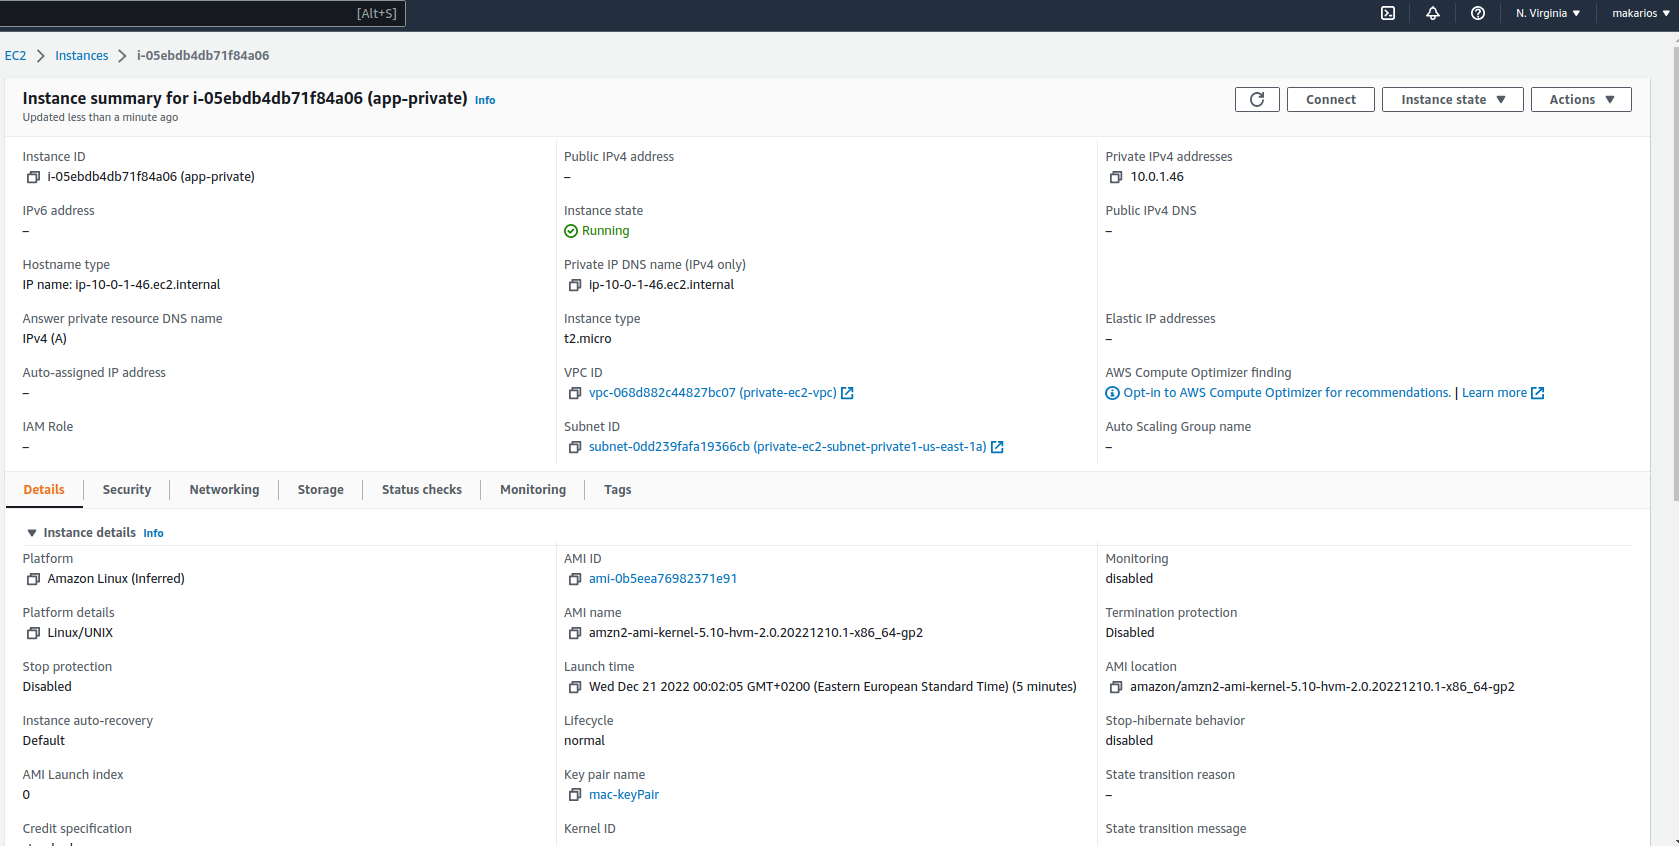 [Alt+S]
N. Virginia
makarios
EC2
Instances
i-05ebdb4db71f84a06
Instance summary for i-05ebdb4db71f84a06 (app-private) Info
Updated less than a minute ago
Connect
Instance state
Actions
Instance ID
i-05ebdb4db71f84a06 (app-private)
Public IPv4 address
–
Private IPv4 addresses
10.0.1.46
IPv6 address
–
Instance state
Running
Public IPv4 DNS
–
Hostname type
IP name: ip-10-0-1-46.ec2.internal
Private IP DNS name (IPv4 only)
ip-10-0-1-46.ec2.internal
Answer private resource DNS name
IPv4 (A)
Instance type
t2.micro
Elastic IP addresses
–
Auto-assigned IP address
–
VPC ID
vpc-068d882c44827bc07 (private-ec2-vpc)
AWS Compute Optimizer finding
Opt-in to AWS Compute Optimizer for recommendations. | Learn more
IAM Role
–
Subnet ID
subnet-0dd239fafa19366cb (private-ec2-subnet-private1-us-east-1a)
Auto Scaling Group name
–
Details
Security
Networking
Storage
Status checks
Monitoring
Tags
Instance details Info
Platform
Amazon Linux (Inferred)
AMI ID
ami-0b5eea76982371e91
Monitoring
disabled
Platform details
Linux/UNIX
AMI name
amzn2-ami-kernel-5.10-hvm-2.0.20221210.1-x86_64-gp2
Termination protection
Disabled
Stop protection
Disabled
Launch time
Wed Dec 21 2022 00:02:05 GMT+0200 (Eastern European Standard Time) (5 minutes)
AMI location
amazon/amzn2-ami-kernel-5.10-hvm-2.0.20221210.1-x86_64-gp2
Instance auto-recovery
Default
Lifecycle
normal
Stop-hibernate behavior
disabled
AMI Launch index
0
Key pair name
mac-keyPair
State transition reason
–
Credit specification
Kernel ID
State transition message